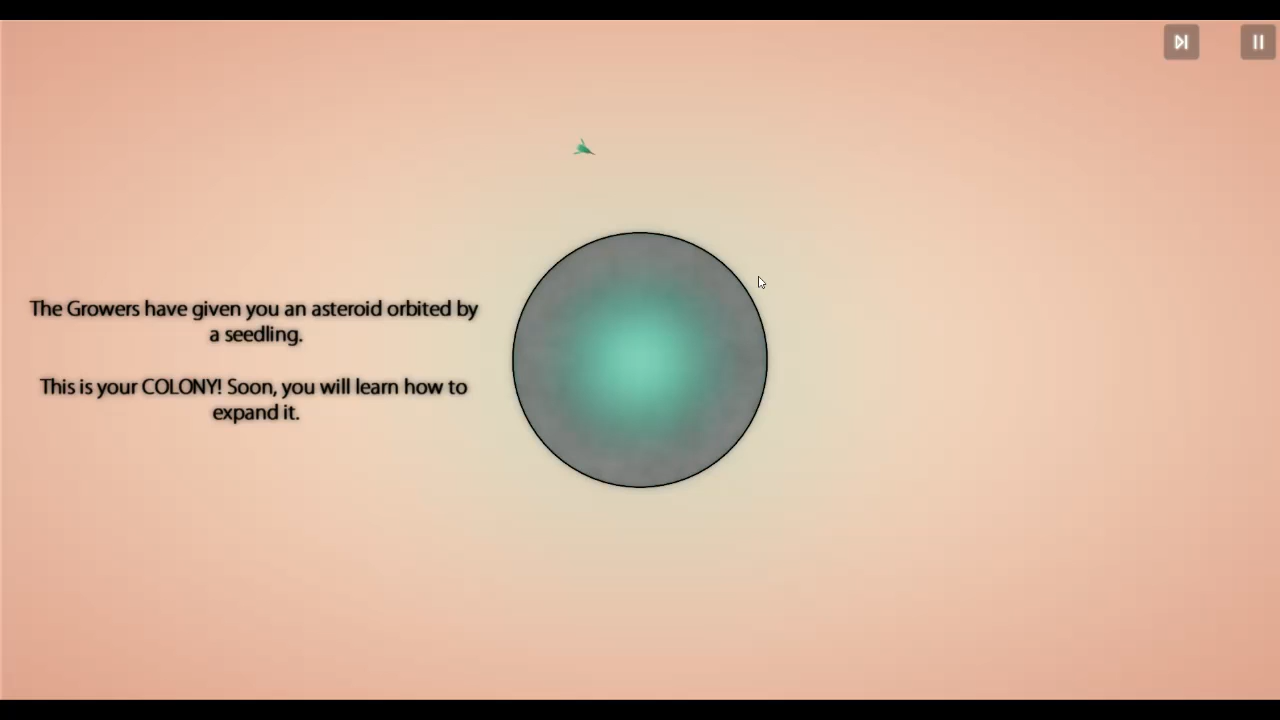 The Growers have given you an asteroid orbited by
a seedling.
This is your COLONY! Soon, you will learn how to
expand it.